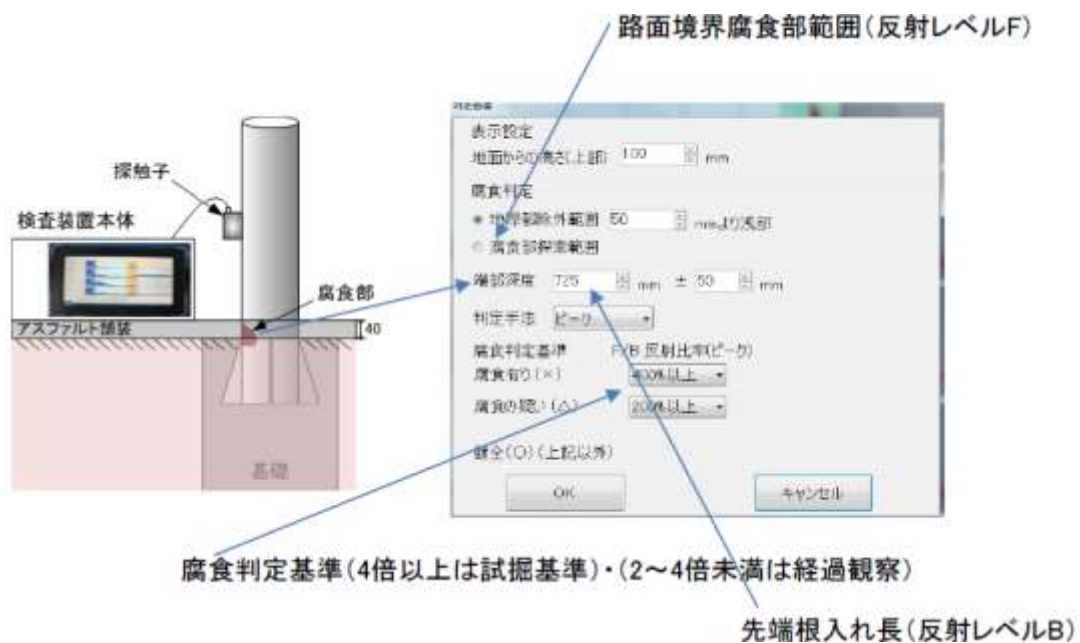 路面境界腐食部範囲(反射レベルF)
判定基準
表示設定
地面からの高さ(上部) 100 mm
腐食判定
地際部除外範囲 50 mmより浅部
腐食部探索範囲
端部深度 725 mm ± 50 mm
判定手法 ピーク
腐食判定基準 F/B 反射比率(ピーク)
腐食有り(×) 400%以上
腐食の疑い(△) 200%以上
健全(○)(上記以外)
OK キャンセル
探触子
検査装置本体
腐食部
アスファルト舗装
40
基礎
腐食判定基準(4倍以上は試掘基準)・(2～4倍未満は経過観察)
先端根入れ長(反射レベルB)